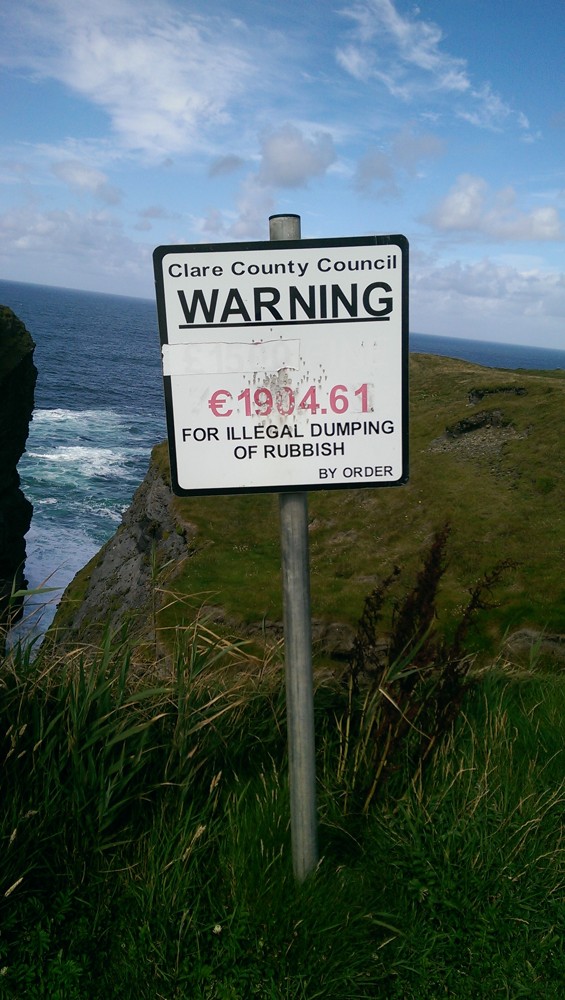 Clare County Council
WARNING
€1904.61
FOR ILLEGAL DUMPING
OF RUBBISH
BY ORDER